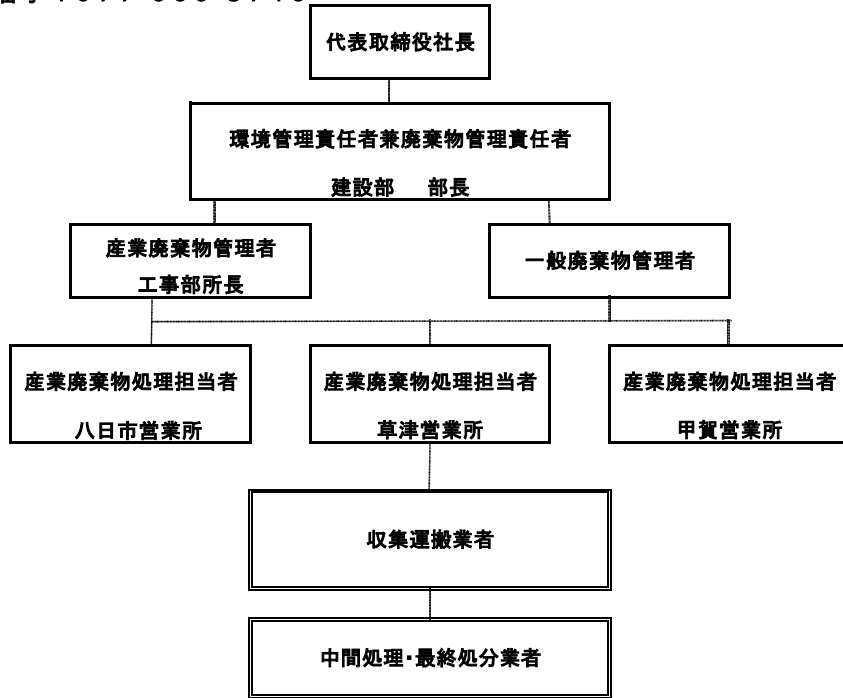 代表取締役社長
環境管理責任者兼廃棄物管理責任者
建設部　部長
産業廃棄物管理者
工事部所長
一般廃棄物管理者
産業廃棄物処理担当者
八日市営業所
産業廃棄物処理担当者
草津営業所
産業廃棄物処理担当者
甲賀営業所
収集運搬業者
中間処理・最終処分業者